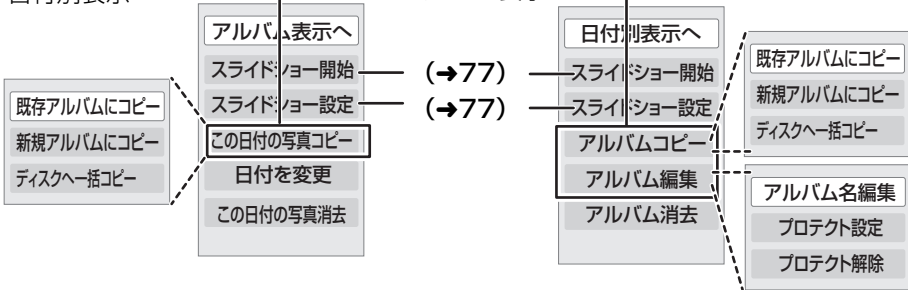 アルバム表示へ
スライドショー開始
スライドショー設定
この日付の写真コピー
日付を変更
この日付の写真消去
既存アルバムにコピー
新規アルバムにコピー
ディスクへ一括コピー
(➔77)
(➔77)
日付別表示へ
スライドショー開始
スライドショー設定
アルバムコピー
アルバム編集
アルバム消去
既存アルバムにコピー
新規アルバムにコピー
ディスクへ一括コピー
アルバム名編集
プロテクト設定
プロテクト解除